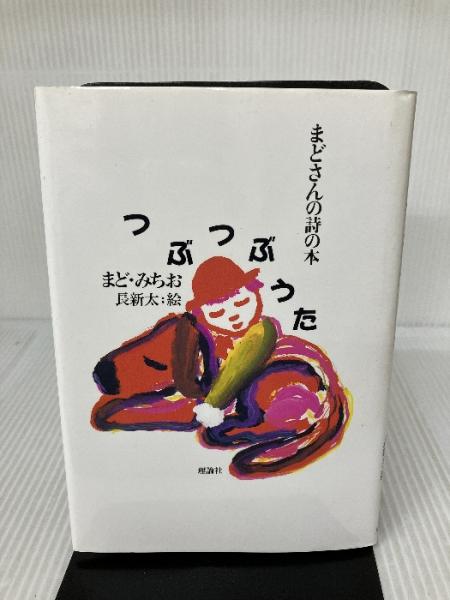 まどさんの詩の本
つぶつぶうた
まど・みちお
長新太:絵
理論社